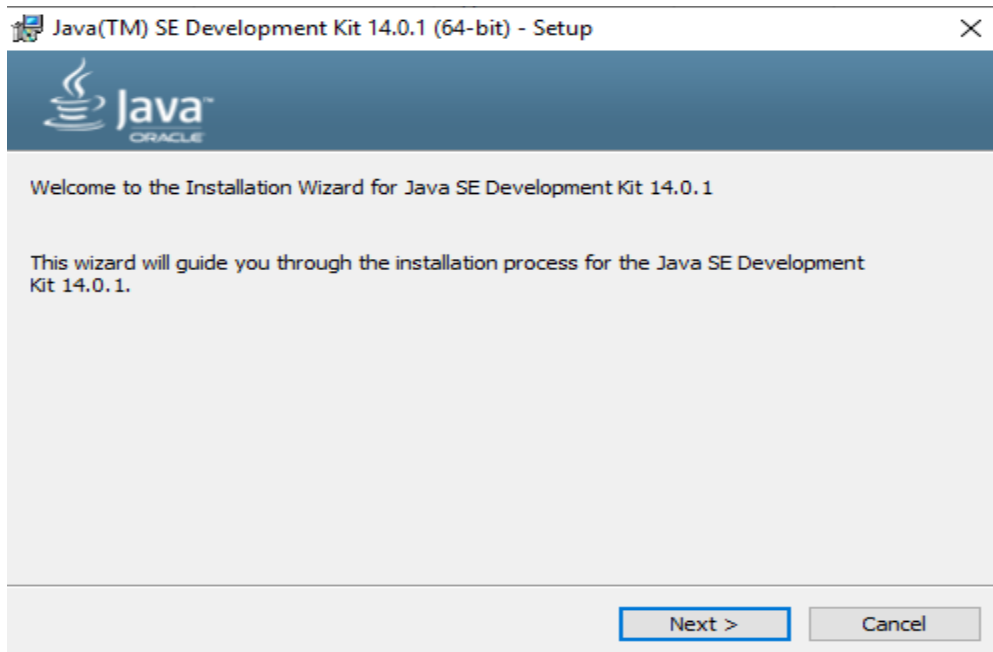 Java(TM) SE Development Kit 14.0.1 (64-bit) - Setup
Java™
ORACLE
Welcome to the Installation Wizard for Java SE Development Kit 14.0.1
This wizard will guide you through the installation process for the Java SE Development
Kit 14.0.1.
Next >
Cancel